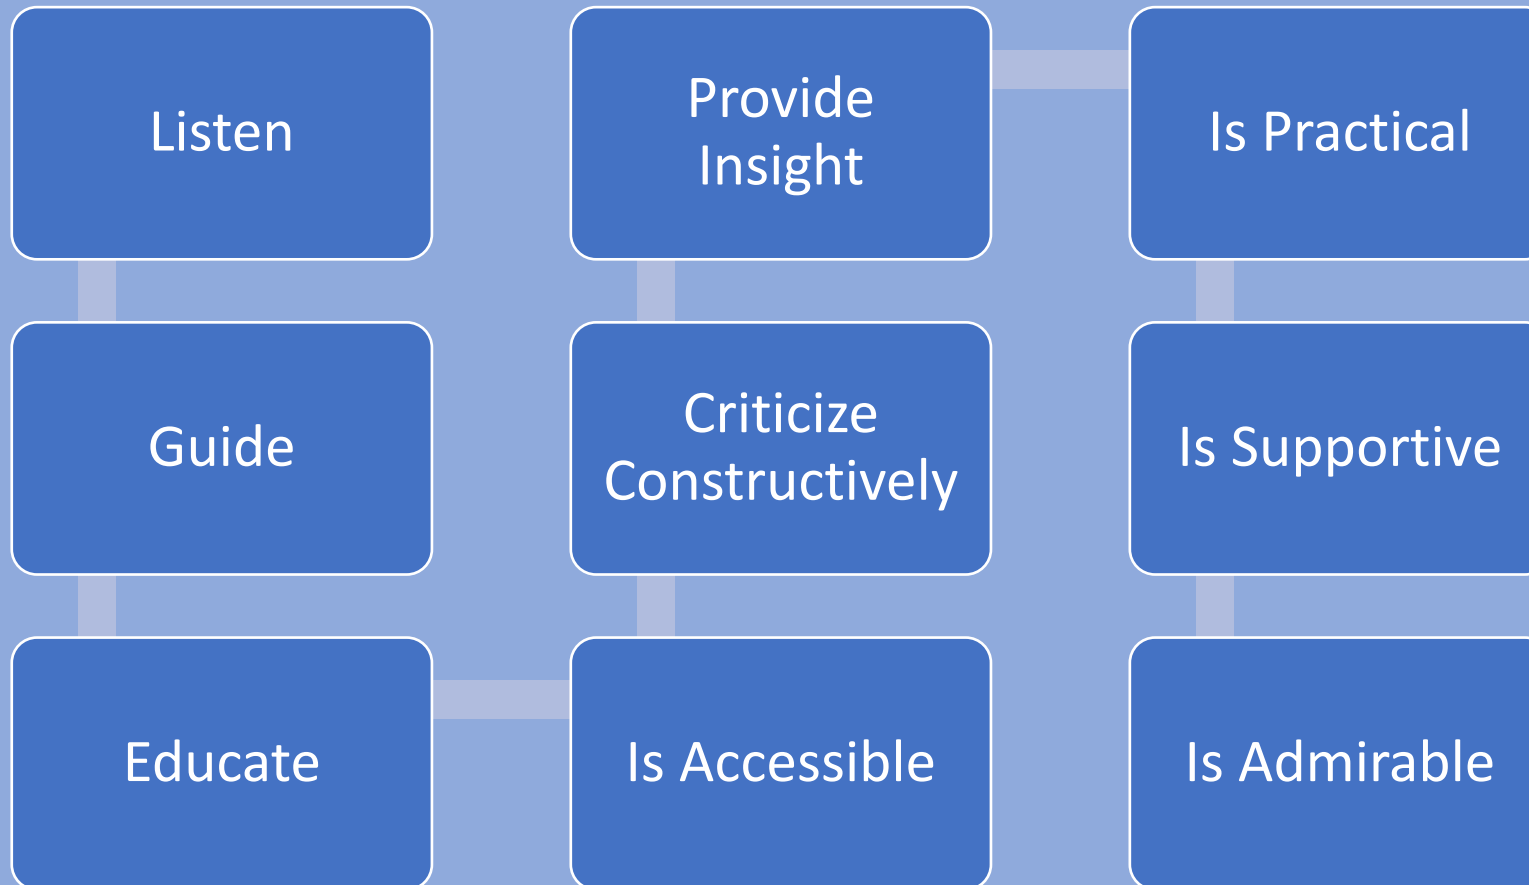 Listen
Guide
Educate
Is Accessible
Criticize
Constructively
Provide
Insight
Is Practical
Is Supportive
Is Admirable